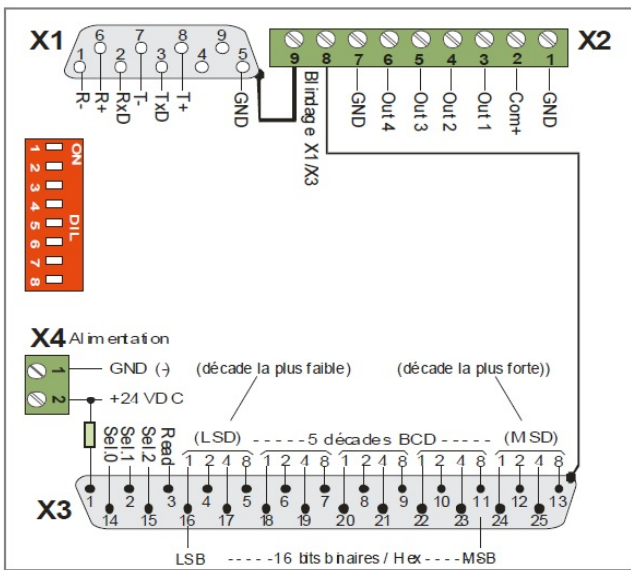 X1
6 7 8 9
1 2 3 4 5
R- R+ RxD T- TxD T+ GND
X2
9 8 7 6 5 4 3 2 1
Blindage X1/X3
GND Out 4 Out 3 Out 2 Out 1 Com+ GND
ON
DIL
1
2
3
4
5
6
7
8
X4 Alimentation
1 GND (-)
2 +24 VDC
(décade la plus faible) (décade la plus forte))
Sel.0 Sel.1 Sel.2 Read
(LSD) -----5 décades BCD ----- (MSD)
1 2 4 8 1 2 4 8 1 2 4 8 1 2 4 8 1 2 4 8
X3
1 2 3 4 5 6 7 8 9 10 11 12 13
14 15 16 17 18 19 20 21 22 23 24 25
LSB -----16 bits binaires / Hex ----MSB